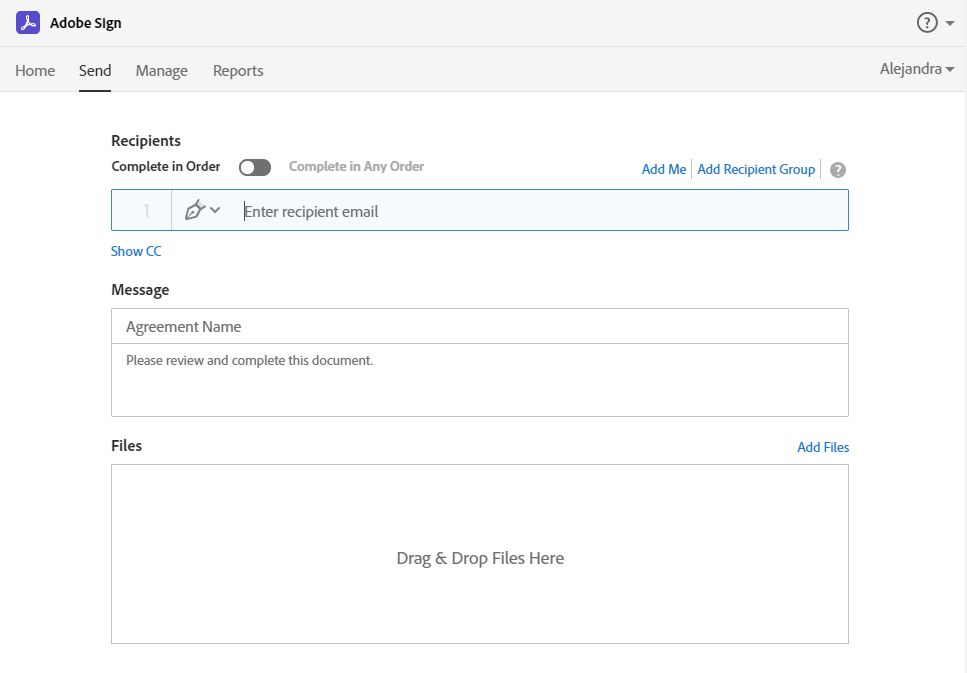 Adobe Sign
?
Home Send Manage Reports Alejandra
Recipients
Complete in Order Complete in Any Order Add Me Add Recipient Group ?
1 Enter recipient email
Show CC
Message
Agreement Name
Please review and complete this document.
Files Add Files
Drag & Drop Files Here